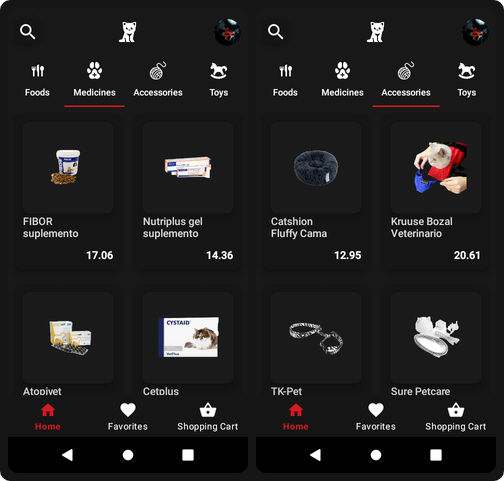 Foods
Medicines
Accessories
Toys
FIBOR
suplemento
17.06
Nutriplus gel
suplemento
14.36
Atopivet
CYSTAID
Cetplus
Home
Favorites
Shopping Cart
Foods
Medicines
Accessories
Toys
Catshion
Fluffy Cama
12.95
Kruuse Bozal
Veterinario
20.61
TK-Pet
Sure Petcare
Home
Favorites
Shopping Cart